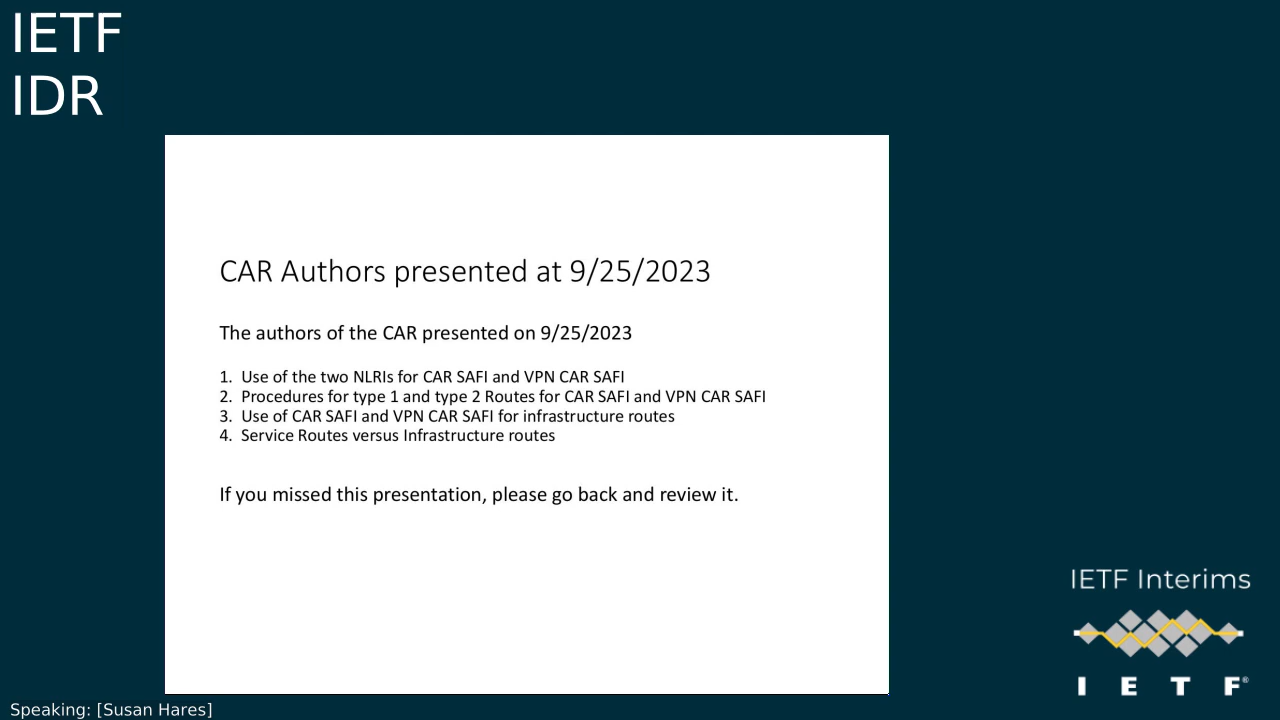 IETF
IDR
CAR Authors presented at 9/25/2023
The authors of the CAR presented on 9/25/2023
1. Use of the two NLRIs for CAR SAFI and VPN CAR SAFI
2. Procedures for type 1 and type 2 Routes for CAR SAFI and VPN CAR SAFI
3. Use of CAR SAFI and VPN CAR SAFI for infrastructure routes
4. Service Routes versus Infrastructure routes
If you missed this presentation, please go back and review it.
IETF Interims
I E T F®
Speaking: [Susan Hares]